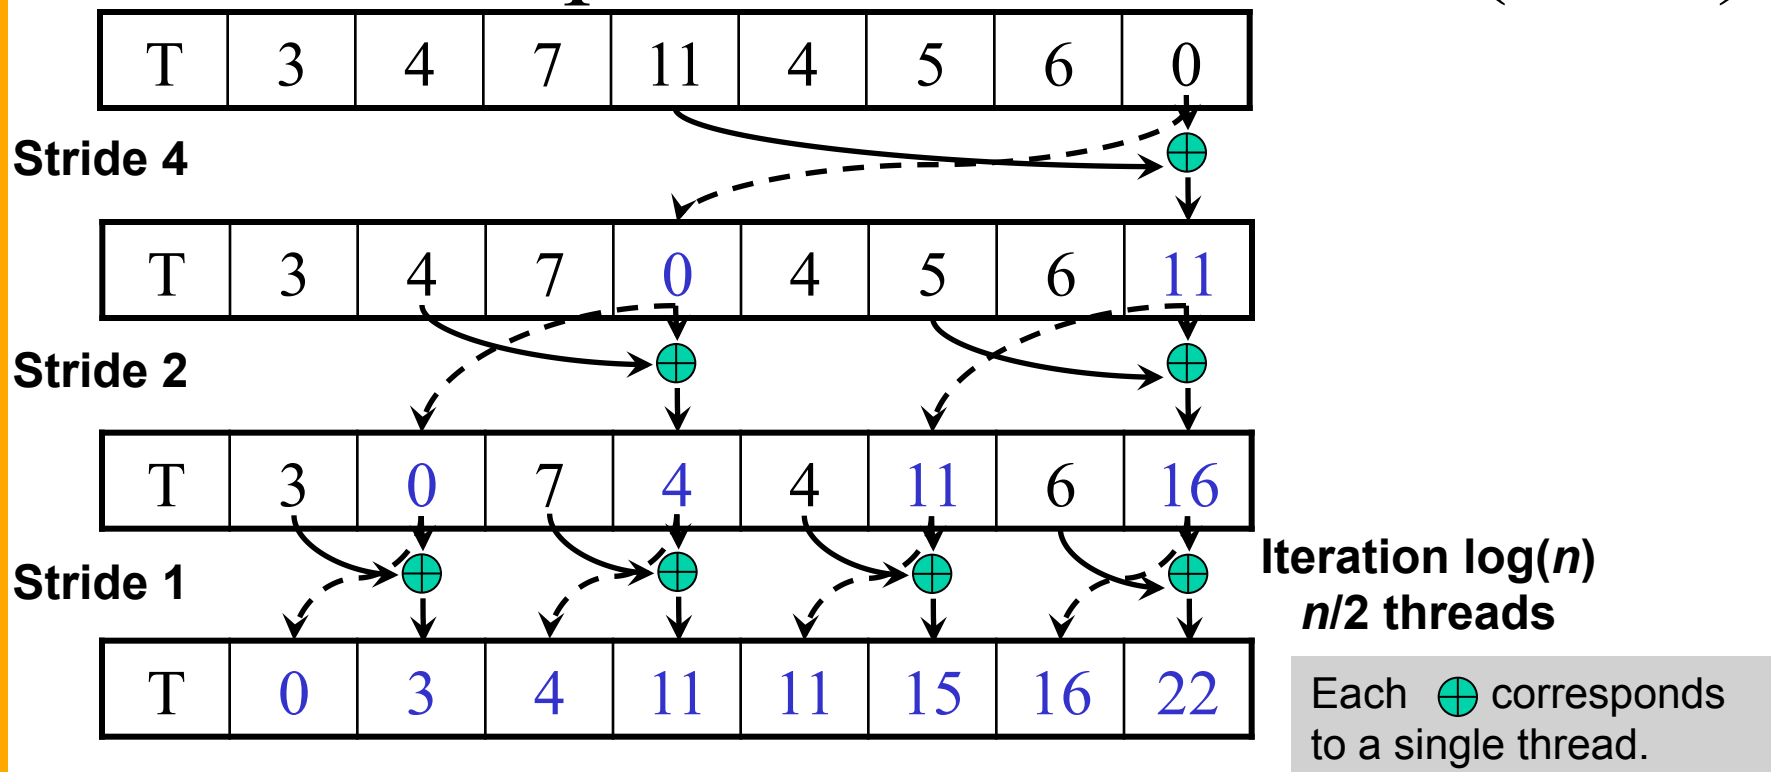 T 3 4 7 11 4 5 6 0
Stride 4
T 3 4 7 0 4 5 6 11
Stride 2
T 3 0 7 4 4 11 6 16
Stride 1
Iteration log(n)
n/2 threads
T 0 3 4 11 11 15 16 22
Each corresponds
to a single thread.